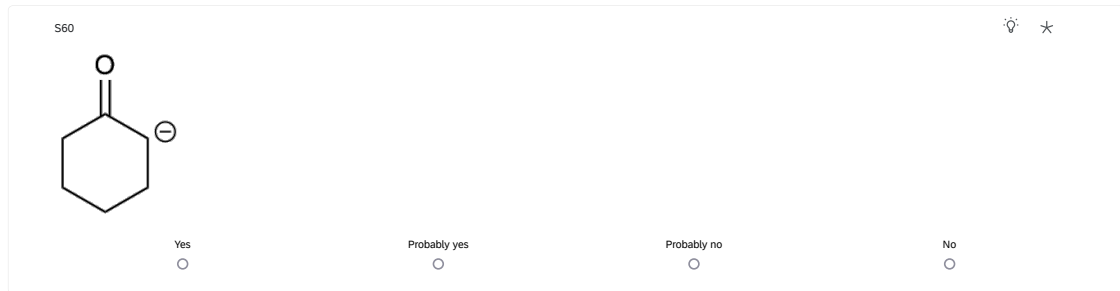 S60
O
⊖
Yes Probably yes Probably no No